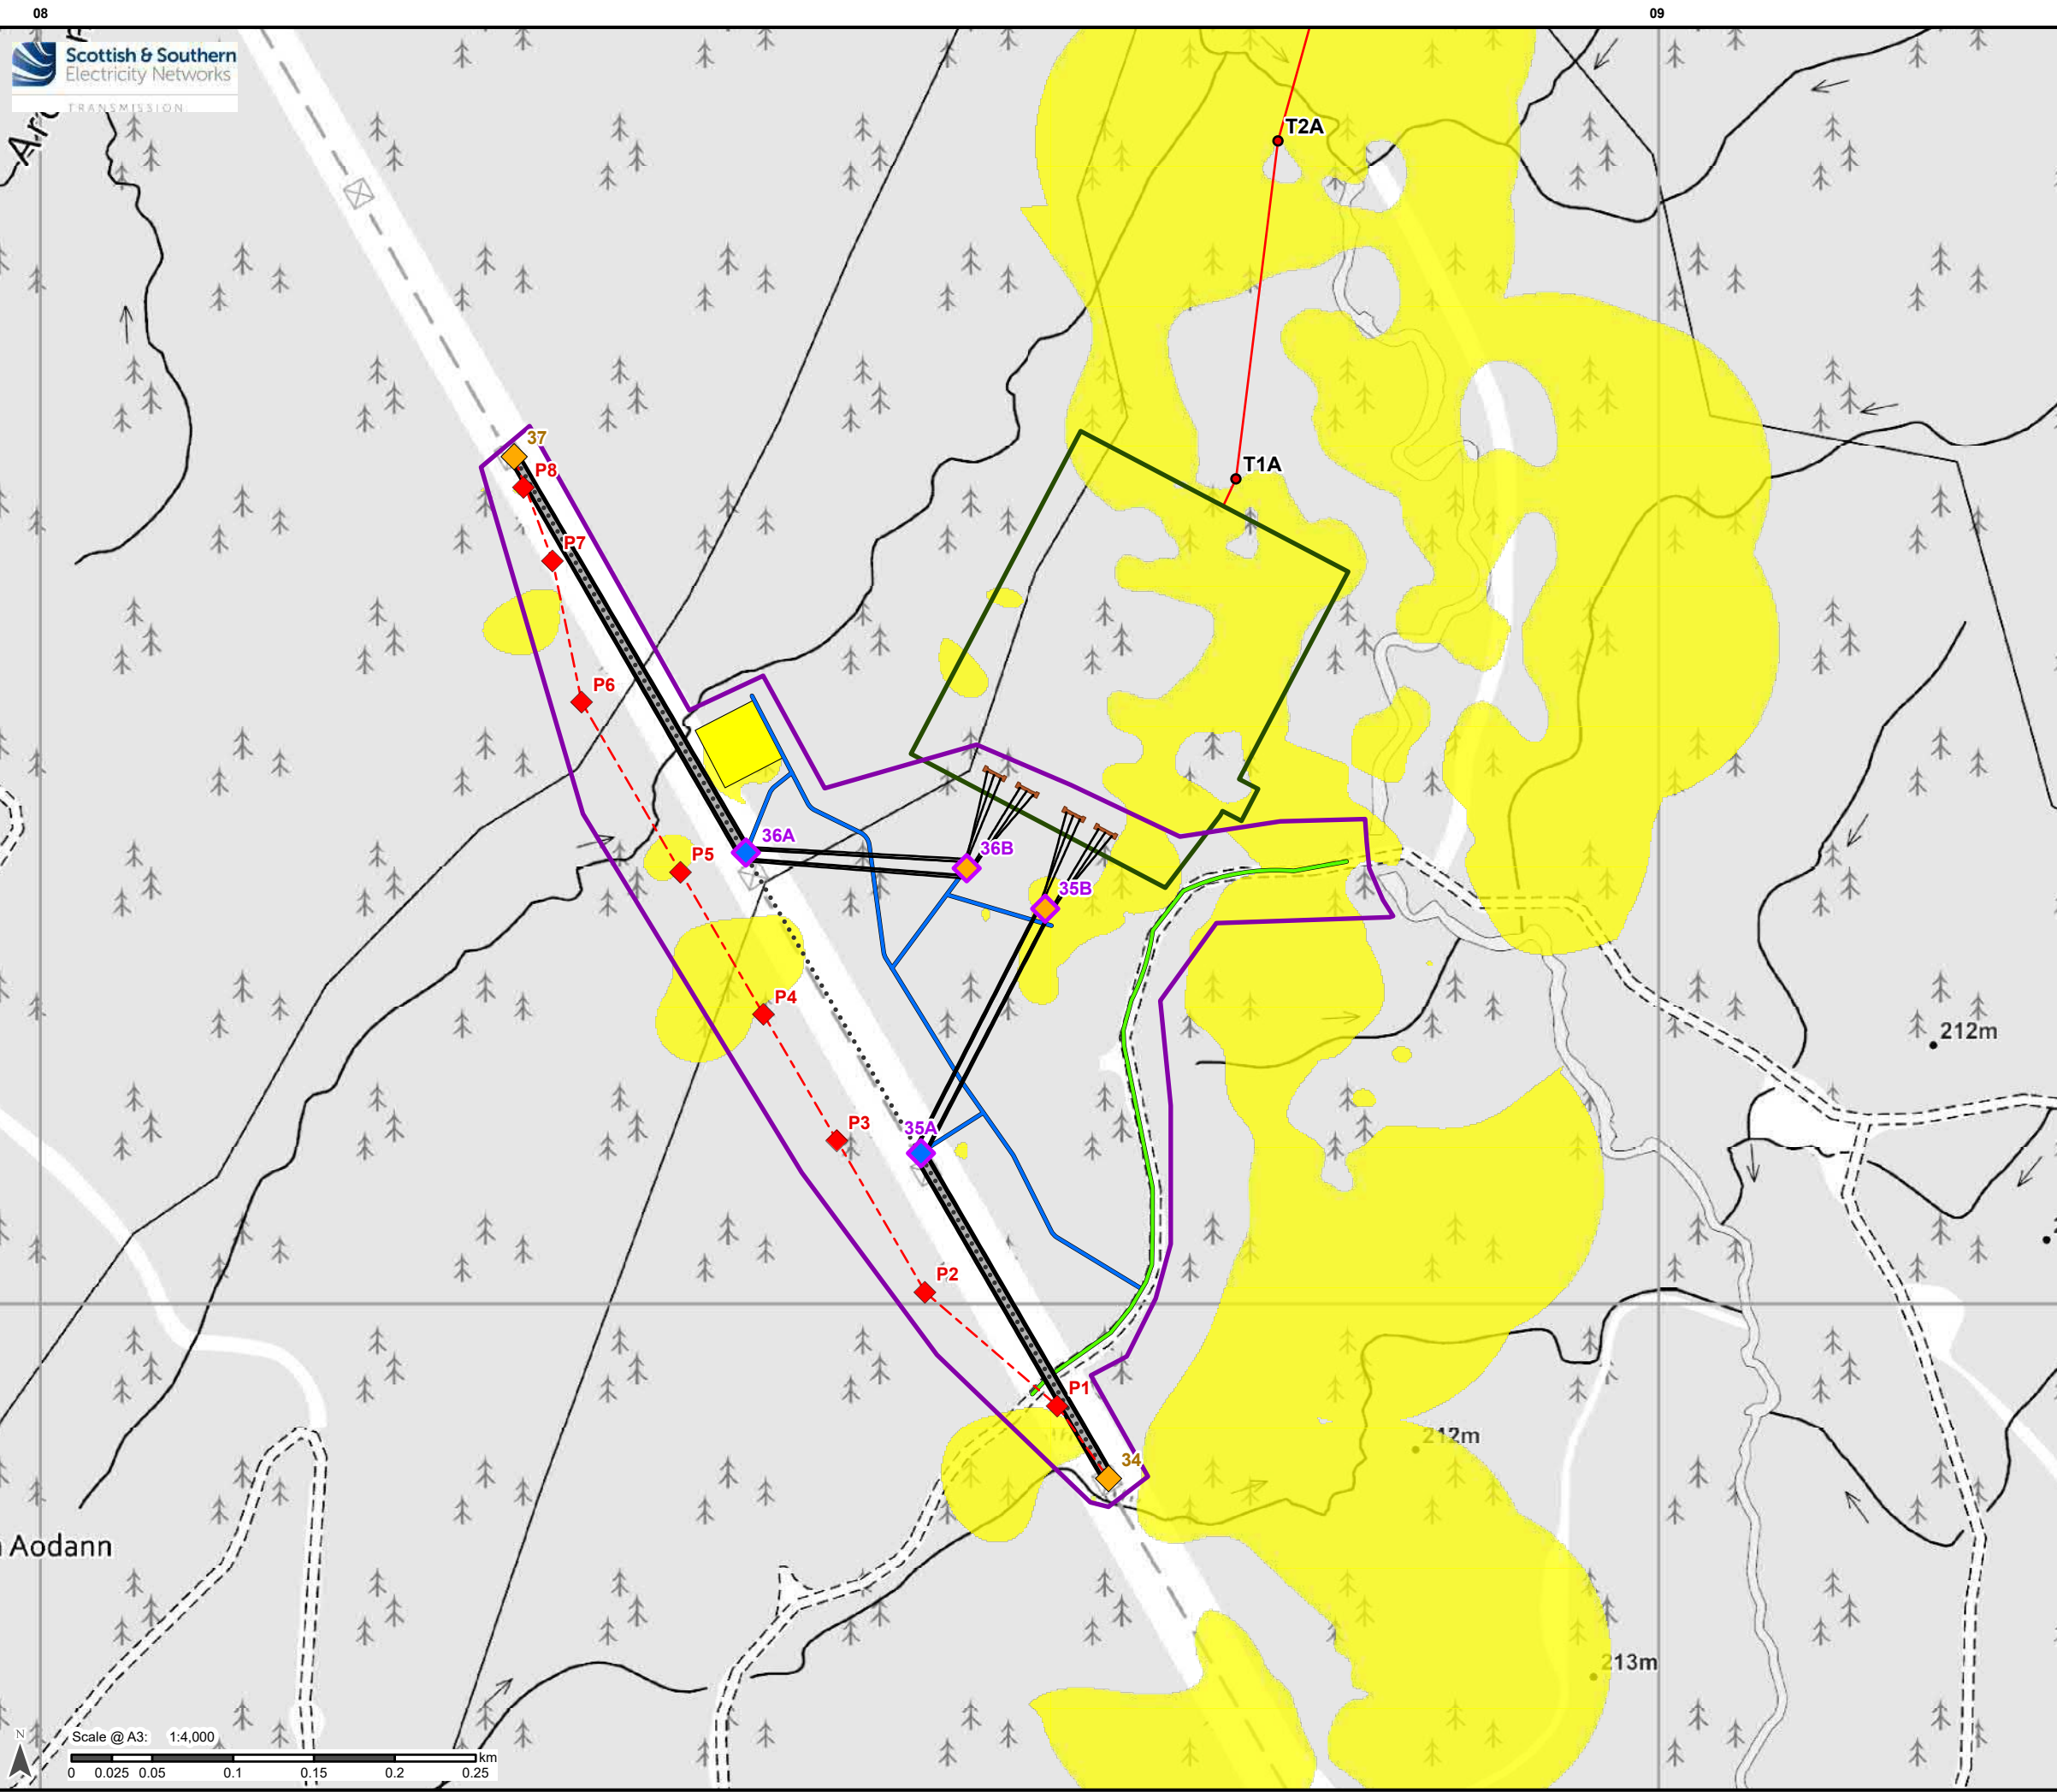 08
09
Scottish & Southern
Electricity Networks
TRANSMISSION
T2A
37
P8
T1A
P7
P6
36A
36B
P5
35B
P4
212m
P3
35A
P2
P1
34
212m
Aodann
213m
N
Scale @ A3: 1:4,000
km
0 0.025 0.05 0.1 0.15 0.2 0.25